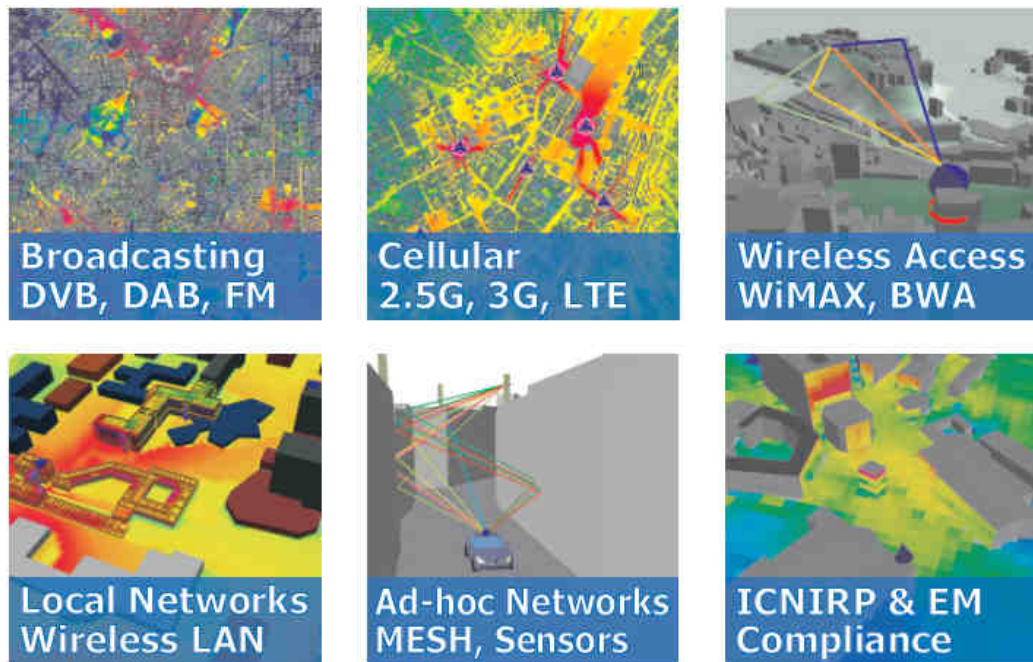 Broadcasting
DVB, DAB, FM
Cellular
2.5G, 3G, LTE
Wireless Access
WiMAX, BWA
Local Networks
Wireless LAN
Ad-hoc Networks
MESH, Sensors
ICNIRP & EM
Compliance